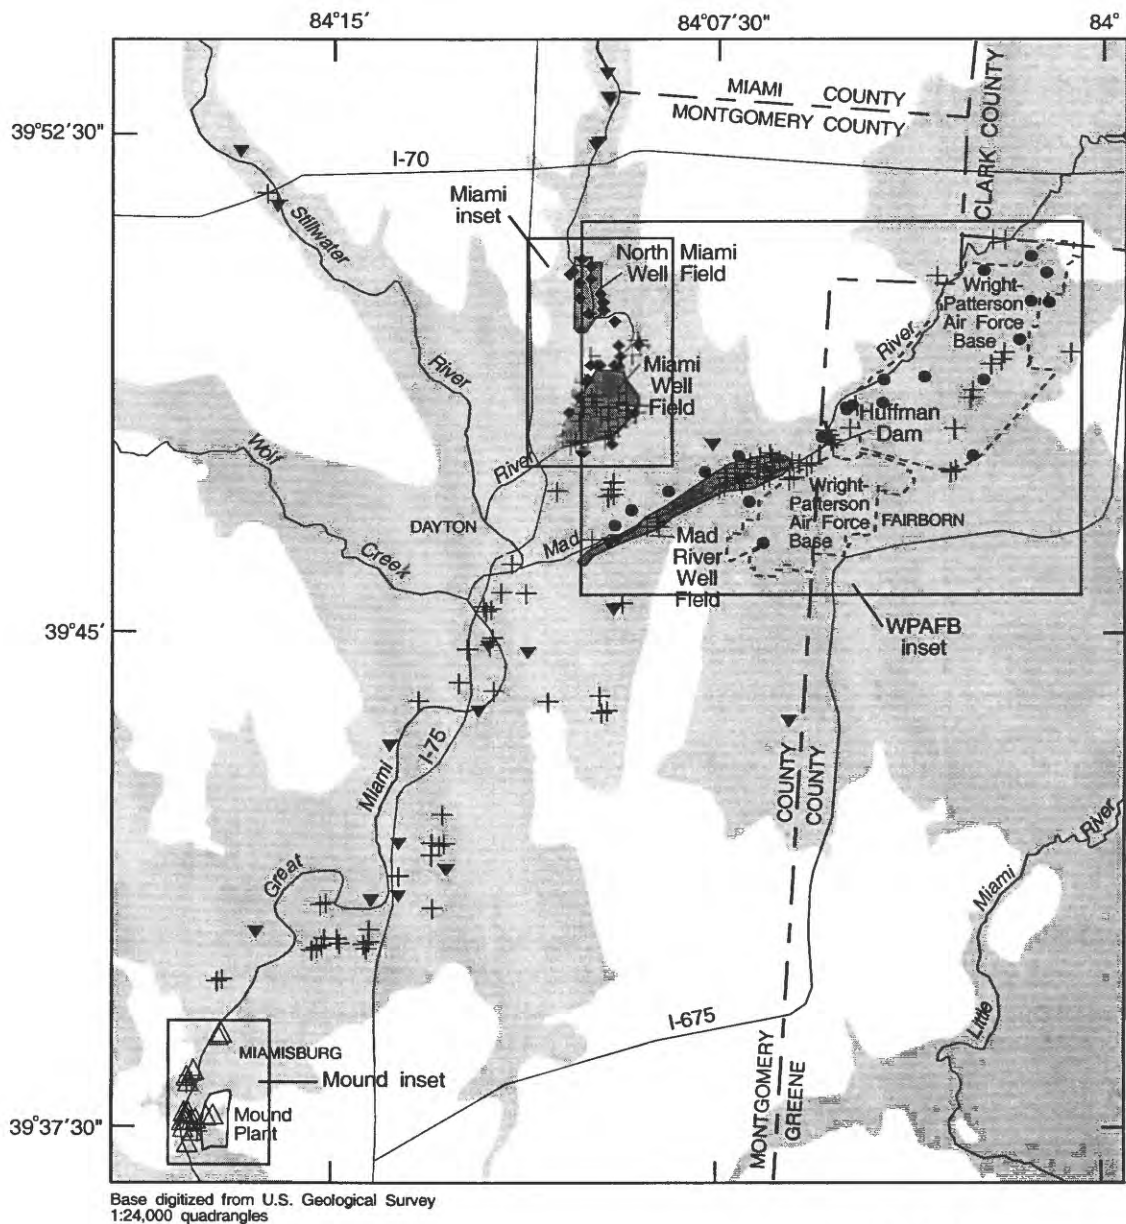 84°15'
84°07'30"
84°
39°52'30"
MIAMI COUNTY
MONTGOMERY COUNTY
CLARK COUNTY
I-70
Miami
inset
Stillwater
North Miami
Well Field
Wright-
Patterson
Air Force
Base
River
River
Miami
Well
Field
Huffman
Dam
Wolf
River
DAYTON
Creek
Mad
Wright-
Patterson
Air Force
Base
FAIRBORN
Mad
River
Well
Field
39°45'
WPAFB
inset
I-75
Miami
COUNTY
COUNTY
River
Great
Miami
Little
I-675
MIAMISBURG
Mound inset
MONTGOMERY
GREENE
39°37'30"
Mound
Plant
Base digitized from U.S. Geological Survey
1:24,000 quadrangles